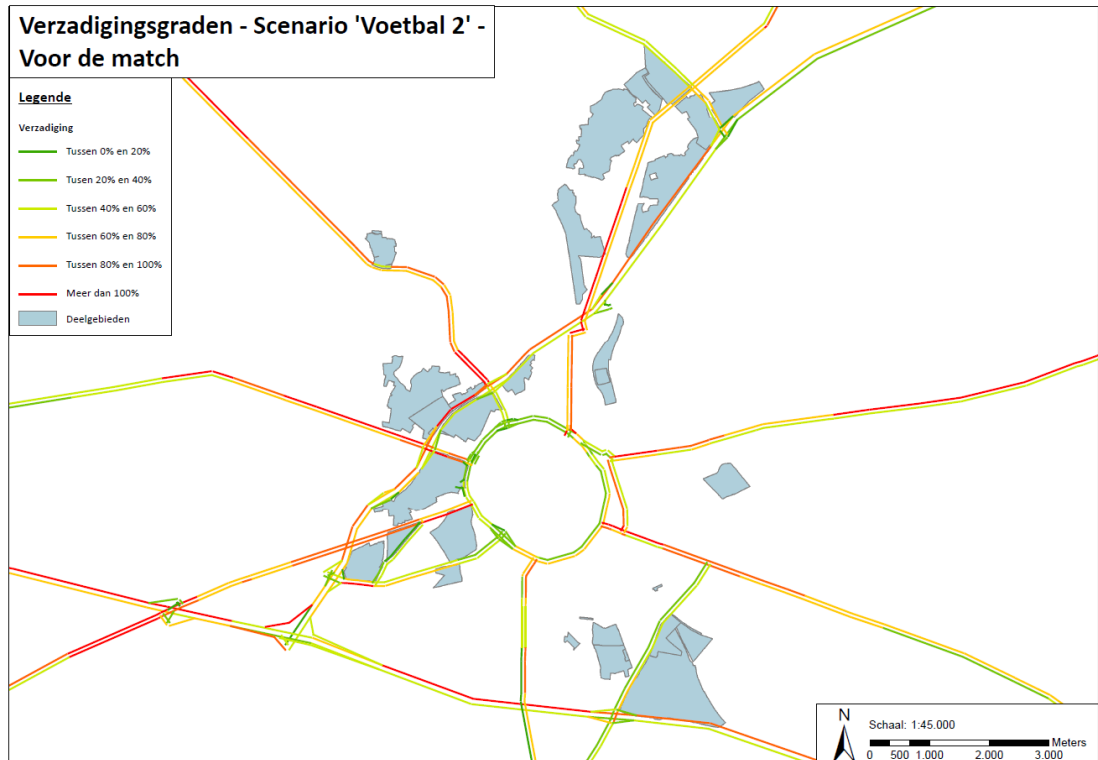 Verzadigingsgraden - Scenario 'Voetbal 2' -
Voor de match
Legende
Verzadiging
Tussen 0% en 20%
Tusen 20% en 40%
Tussen 40% en 60%
Tussen 60% en 80%
Tussen 80% en 100%
Meer dan 100%
Deelgebieden
N
Schaal: 1:45.000
Meters
0 500 1.000 2.000 3.000